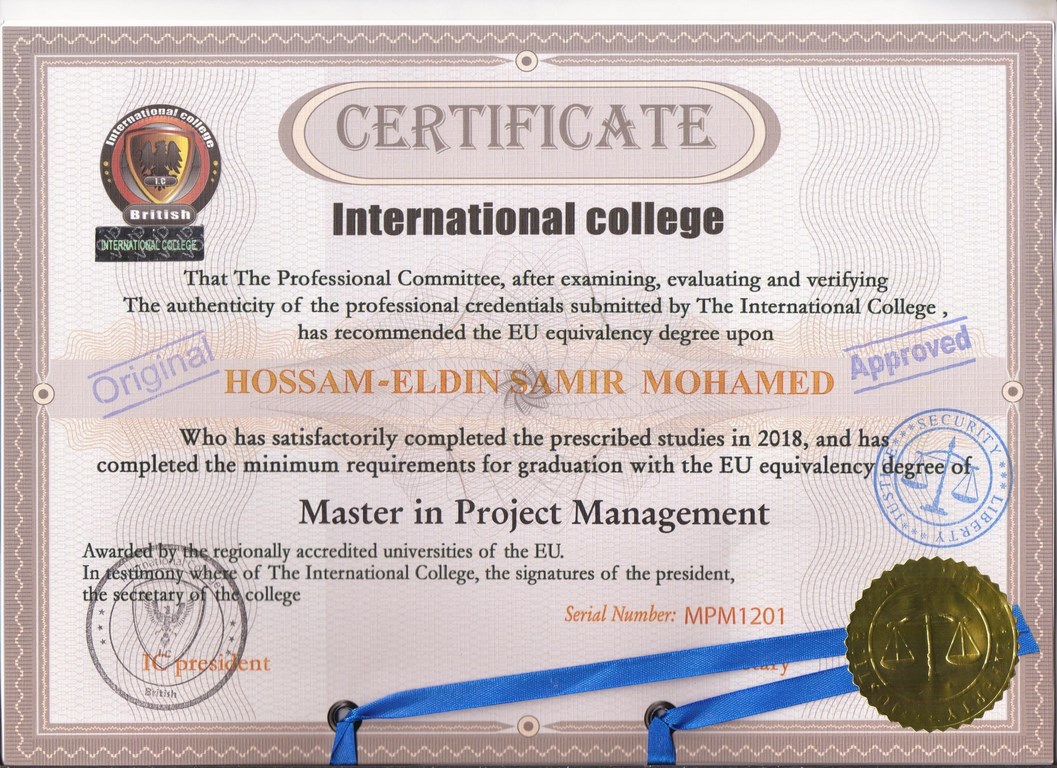 CERTIFICATE
International college
British
I.C
INTERNATIONAL COLLEGE
International college
That The Professional Committee, after examining, evaluating and verifying
The authenticity of the professional credentials submitted by The International College ,
has recommended the EU equivalency degree upon
Original
Approved
HOSSAM-ELDIN SAMIR MOHAMED
Who has satisfactorily completed the prescribed studies in 2018, and has
completed the minimum requirements for graduation with the EU equivalency degree of
SECURITY
LIBERTY
JUSTICE
Master in Project Management
Awarded by the regionally accredited universities of the EU.
In testimony where of The International College, the signatures of the president,
the secretary of the college
Serial Number: MPM1201
International College
I.C
British
IC president